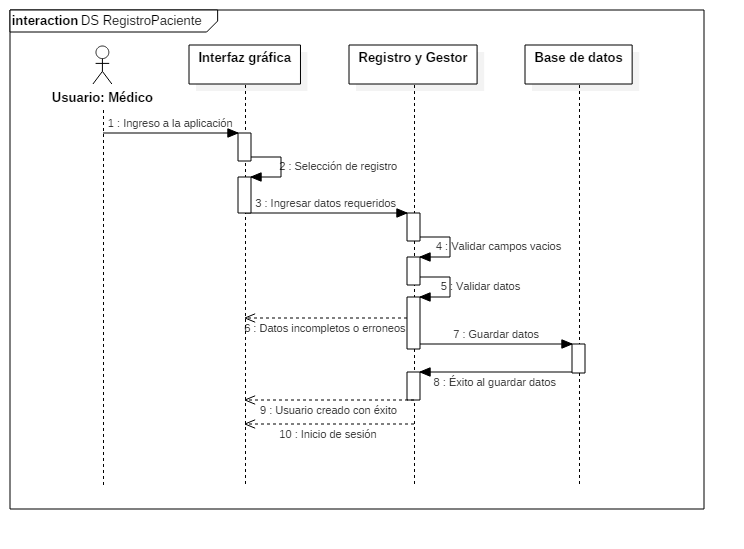 interaction DS RegistroPaciente
Interfaz gráfica
Registro y Gestor
Base de datos
Usuario: Médico
1 : Ingreso a la aplicación
2 : Selección de registro
3 : Ingresar datos requeridos
4 : Validar campos vacios
5 : Validar datos
6 : Datos incompletos o erroneos
7 : Guardar datos
8 : Éxito al guardar datos
9 : Usuario creado con éxito
10 : Inicio de sesión